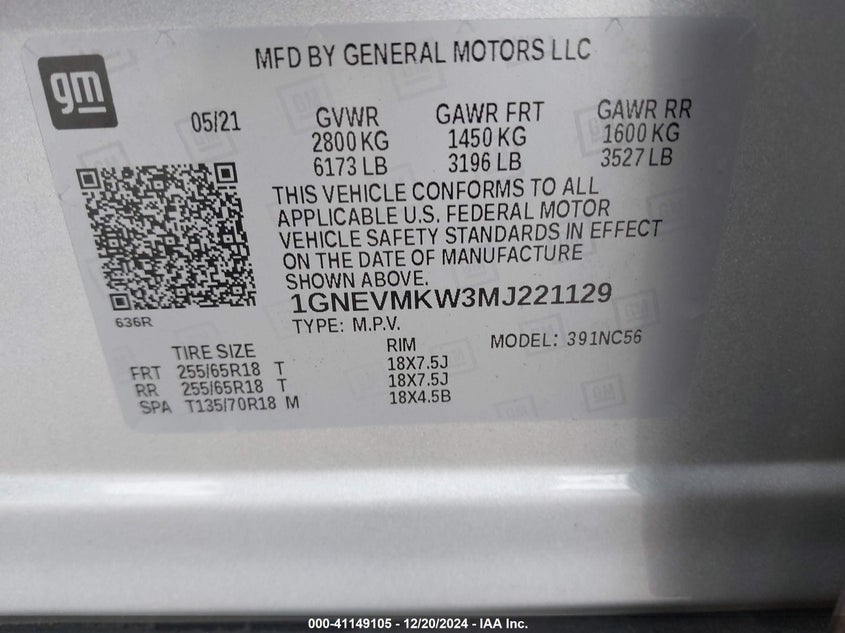 MFD BY GENERAL MOTORS LLC
gm
05/21
GVWR GAWR FRT GAWR RR
2800 KG 1450 KG 1600 KG
6173 LB 3196 LB 3527 LB
THIS VEHICLE CONFORMS TO ALL
APPLICABLE U.S. FEDERAL MOTOR
VEHICLE SAFETY STANDARDS IN EFFECT
ON THE DATE OF MANUFACTURE
SHOWN ABOVE.
1GNEVMKW3MJ221129
636R
TYPE: M.P.V.
MODEL: 391NC56
TIRE SIZE RIM
FRT 255/65R18 T 18X7.5J
RR 255/65R18 T 18X7.5J
SPA T135/70R18 M 18X4.5B
000-41149105 - 12/20/2024 - IAA Inc.